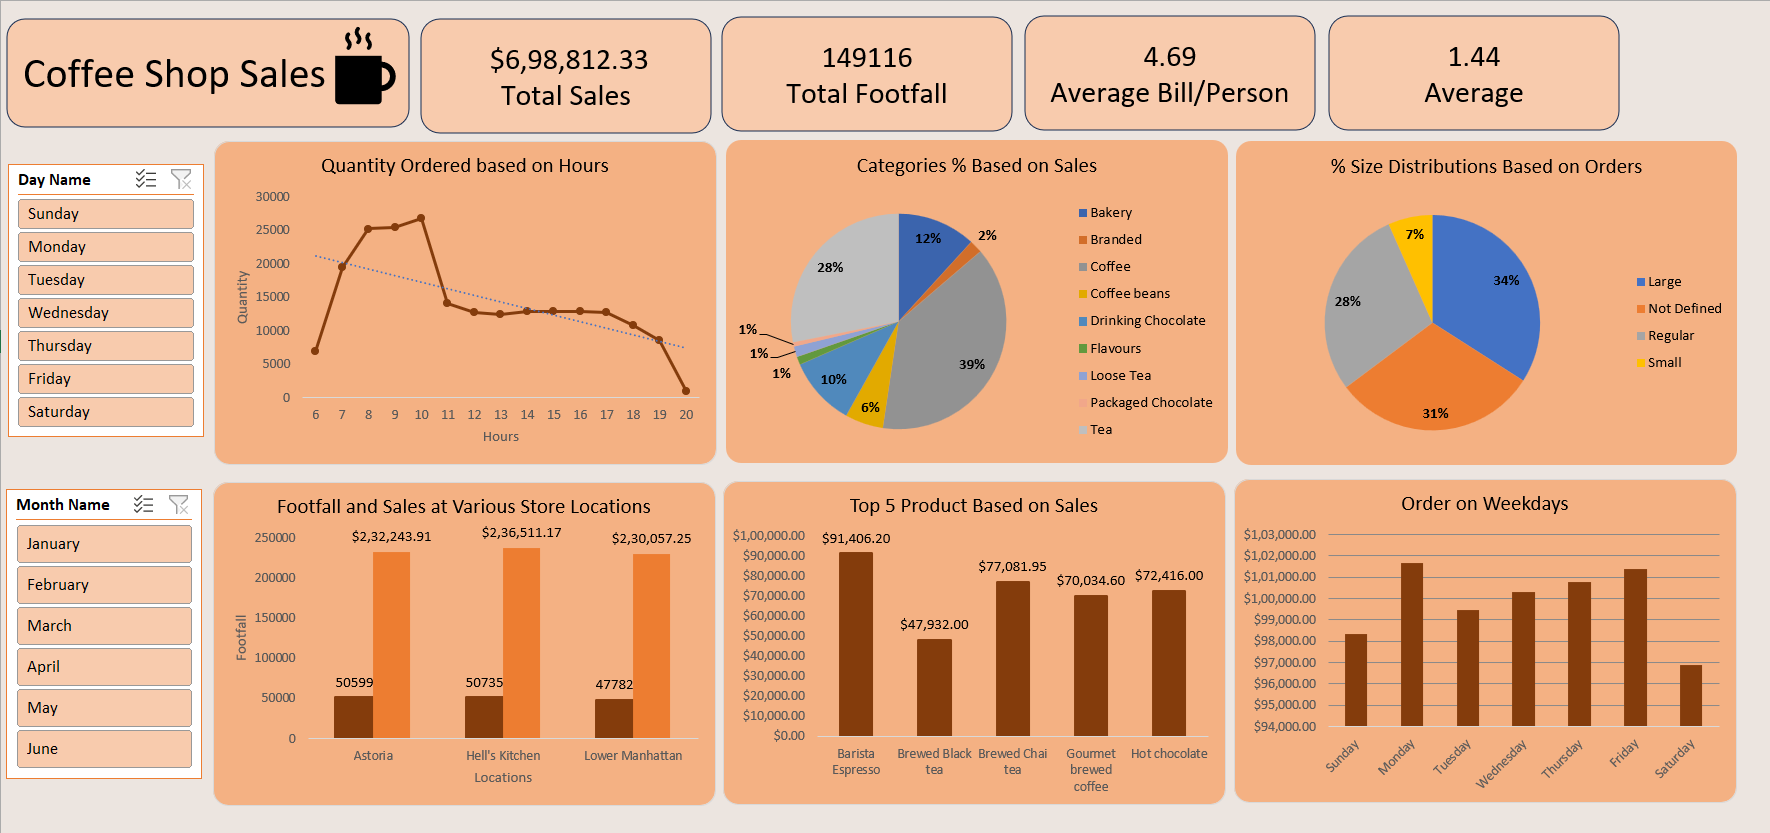 Coffee Shop Sales
$6,98,812.33
Total Sales
149116
Total Footfall
4.69
Average Bill/Person
1.44
Average
Day Name
Sunday
Monday
Tuesday
Wednesday
Thursday
Friday
Saturday
Month Name
January
February
March
April
May
June
Quantity Ordered based on Hours
30000
25000
20000
15000
10000
5000
0
Quantity
6 7 8 9 10 11 12 13 14 15 16 17 18 19 20
Hours
Categories % Based on Sales
12%
2%
39%
6%
10%
1%
1%
1%
28%
Bakery
Branded
Coffee
Coffee beans
Drinking Chocolate
Flavours
Loose Tea
Packaged Chocolate
Tea
% Size Distributions Based on Orders
34%
31%
28%
7%
Large
Not Defined
Regular
Small
Footfall and Sales at Various Store Locations
250000
200000
150000
100000
50000
0
Footfall
$2,32,243.91
$2,36,511.17
$2,30,057.25
50599
50735
47782
Astoria
Hell's Kitchen
Lower Manhattan
Locations
Top 5 Product Based on Sales
$1,00,000.00
$90,000.00
$80,000.00
$70,000.00
$60,000.00
$50,000.00
$40,000.00
$30,000.00
$20,000.00
$10,000.00
$0.00
$91,406.20
$47,932.00
$77,081.95
$70,034.60
$72,416.00
Barista
Espresso
Brewed Black
tea
Brewed Chai
tea
Gourmet
brewed
coffee
Hot chocolate
Order on Weekdays
$1,03,000.00
$1,02,000.00
$1,01,000.00
$1,00,000.00
$99,000.00
$98,000.00
$97,000.00
$96,000.00
$95,000.00
$94,000.00
Sunday
Monday
Tuesday
Wednesday
Thursday
Friday
Saturday